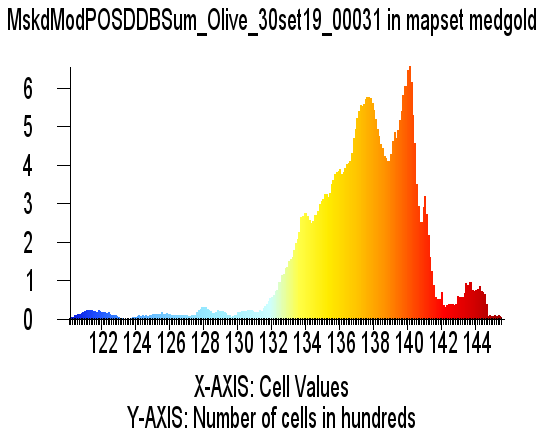 MskdModPOSDDBSum_Olive_30set19_00031 in mapset medgold
6
5
4
3
2
1
0
122 124 126 128 130 132 134 136 138 140 142 144
X-AXIS: Cell Values
Y-AXIS: Number of cells in hundreds